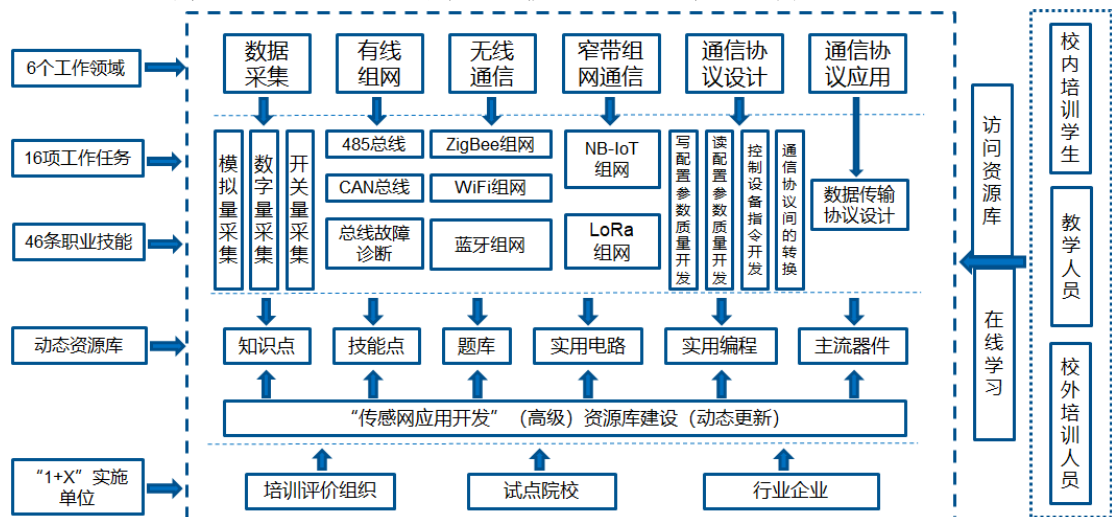 6个工作领域
16项工作任务
46条职业技能
动态资源库
“1+X”实施
单位
数据
采集
有线
组网
无线
通信
窄带组
网通信
通信协
议设计
通信协
议应用
模拟量采集
数字量采集
开关量采集
485总线
CAN总线
总线故障
诊断
ZigBee组网
WiFi组网
蓝牙组网
NB-IoT
组网
LoRa
组网
写配置参数质量开发
读配置参数质量开发
控制设备指令开发
通信协议间的转换
数据传输
协议设计
知识点
技能点
题库
实用电路
实用编程
主流器件
“传感网应用开发”（高级）资源库建设（动态更新）
培训评价组织
试点院校
行业企业
访问资源库
在线学习
校内培训学生
教学人员
校外培训人员